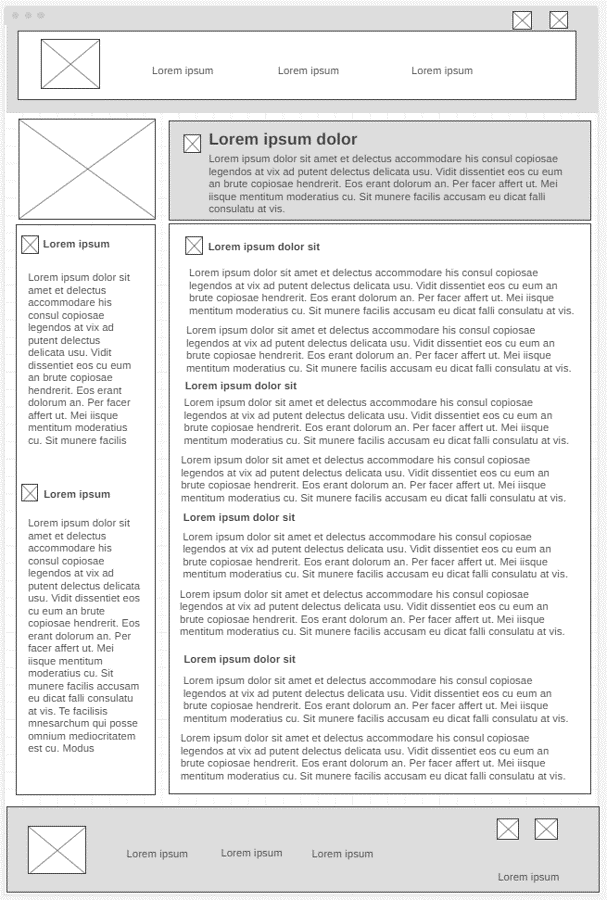 Lorem ipsum
Lorem ipsum
Lorem ipsum
Lorem ipsum dolor
Lorem ipsum dolor sit amet et delectus accommodare his consul copiosae
legendos at vix ad putent delectus delicata usu. Vidit dissentiet eos cu eum
an brute copiosae hendrerit. Eos erant dolorum an. Per facer affert ut. Mei
iisque mentitum moderatius cu. Sit munere facilis accusam eu dicat falli
consulatu at vis.
Lorem ipsum
Lorem ipsum dolor sit
amet et delectus
accommodare his
consul copiosae
legendos at vix ad
putent delectus
delicata usu. Vidit
dissentiet eos cu eum
an brute copiosae
hendrerit. Eos erant
dolorum an. Per facer
affert ut. Mei iisque
mentitum moderatius
cu. Sit munere facilis
Lorem ipsum
Lorem ipsum dolor sit
amet et delectus
accommodare his
consul copiosae
legendos at vix ad
putent delectus delicata
usu. Vidit dissentiet eos
cu eum an brute
copiosae hendrerit. Eos
erant dolorum an. Per
facer affert ut. Mei
iisque mentitum
moderatius cu. Sit
munere facilis accusam
eu dicat falli consulatu
at vis. Te facilisis
mnesarchum qui posse
omnium mediocritatem
est cu. Modus
Lorem ipsum dolor sit
Lorem ipsum dolor sit amet et delectus accommodare his consul copiosae
legendos at vix ad putent delectus delicata usu. Vidit dissentiet eos cu eum an
brute copiosae hendrerit. Eos erant dolorum an. Per facer affert ut. Mei iisque
mentitum moderatius cu. Sit munere facilis accusam eu dicat falli consulatu at vis.
Lorem ipsum dolor sit amet et delectus accommodare his consul copiosae
legendos at vix ad putent delectus delicata usu. Vidit dissentiet eos cu eum an
brute copiosae hendrerit. Eos erant dolorum an. Per facer affert ut. Mei iisque
mentitum moderatius cu. Sit munere facilis accusam eu dicat falli consulatu at vis.
Lorem ipsum dolor sit
Lorem ipsum dolor sit amet et delectus accommodare his consul copiosae
legendos at vix ad putent delectus delicata usu. Vidit dissentiet eos cu eum an
brute copiosae hendrerit. Eos erant dolorum an. Per facer affert ut. Mei iisque
mentitum moderatius cu. Sit munere facilis accusam eu dicat falli consulatu at vis.
Lorem ipsum dolor sit amet et delectus accommodare his consul copiosae
legendos at vix ad putent delectus delicata usu. Vidit dissentiet eos cu eum an
brute copiosae hendrerit. Eos erant dolorum an. Per facer affert ut. Mei iisque
mentitum moderatius cu. Sit munere facilis accusam eu dicat falli consulatu at vis.
Lorem ipsum dolor sit
Lorem ipsum dolor sit amet et delectus accommodare his consul copiosae
legendos at vix ad putent delectus delicata usu. Vidit dissentiet eos cu eum an
brute copiosae hendrerit. Eos erant dolorum an. Per facer affert ut. Mei iisque
mentitum moderatius cu. Sit munere facilis accusam eu dicat falli consulatu at vis.
Lorem ipsum dolor sit amet et delectus accommodare his consul copiosae
legendos at vix ad putent delectus delicata usu. Vidit dissentiet eos cu eum an
brute copiosae hendrerit. Eos erant dolorum an. Per facer affert ut. Mei iisque
mentitum moderatius cu. Sit munere facilis accusam eu dicat falli consulatu at vis.
Lorem ipsum dolor sit
Lorem ipsum dolor sit amet et delectus accommodare his consul copiosae
legendos at vix ad putent delectus delicata usu. Vidit dissentiet eos cu eum an
brute copiosae hendrerit. Eos erant dolorum an. Per facer affert ut. Mei iisque
mentitum moderatius cu. Sit munere facilis accusam eu dicat falli consulatu at vis.
Lorem ipsum dolor sit amet et delectus accommodare his consul copiosae
legendos at vix ad putent delectus delicata usu. Vidit dissentiet eos cu eum an
brute copiosae hendrerit. Eos erant dolorum an. Per facer affert ut. Mei iisque
mentitum moderatius cu. Sit munere facilis accusam eu dicat falli consulatu at vis.
Lorem ipsum
Lorem ipsum
Lorem ipsum
Lorem ipsum